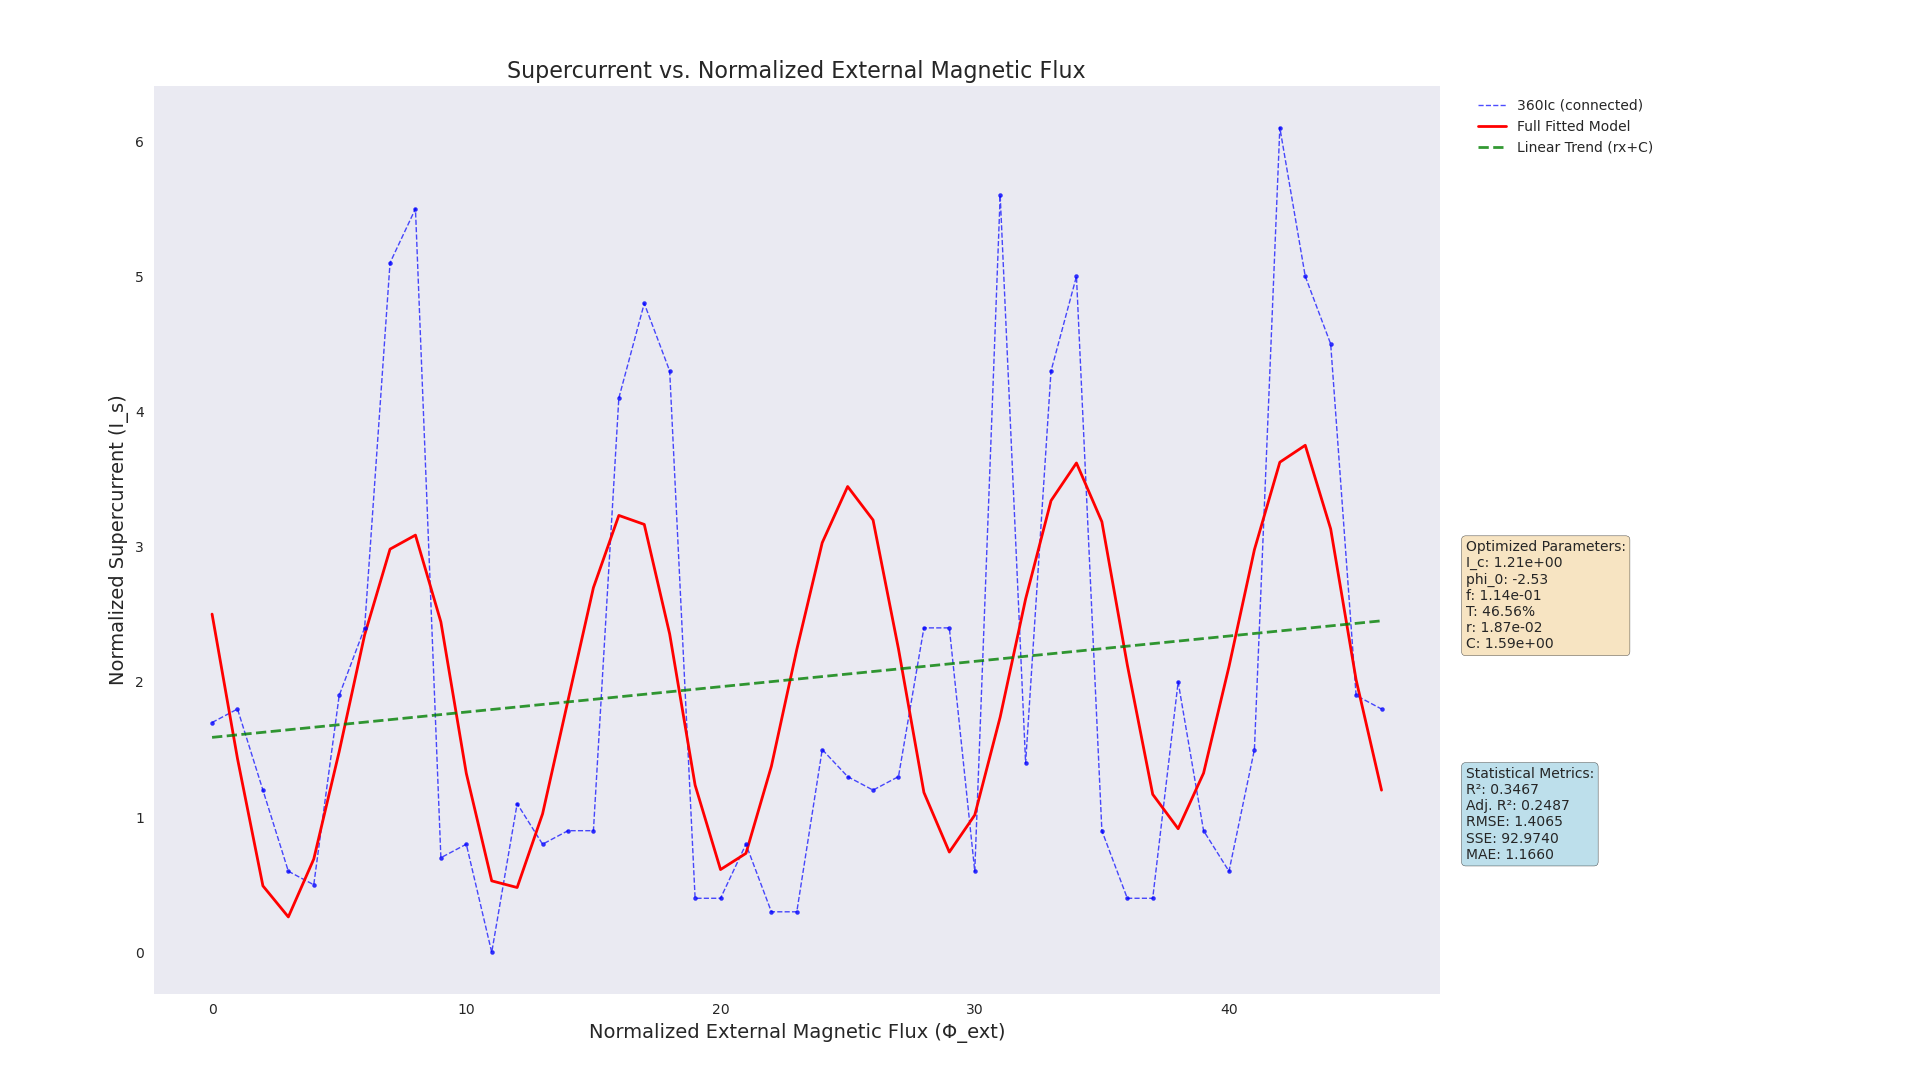 Supercurrent vs. Normalized External Magnetic Flux
360Ic (connected)
Full Fitted Model
Linear Trend (rx+C)
6
5
4
3
2
1
0
Normalized Supercurrent (I_s)
0
10
20
30
40
Normalized External Magnetic Flux (Φ_ext)
Optimized Parameters:
I_c: 1.21e+00
phi_0: -2.53
f: 1.14e-01
T: 46.56%
r: 1.87e-02
C: 1.59e+00
Statistical Metrics:
R²: 0.3467
Adj. R²: 0.2487
RMSE: 1.4065
SSE: 92.9740
MAE: 1.1660